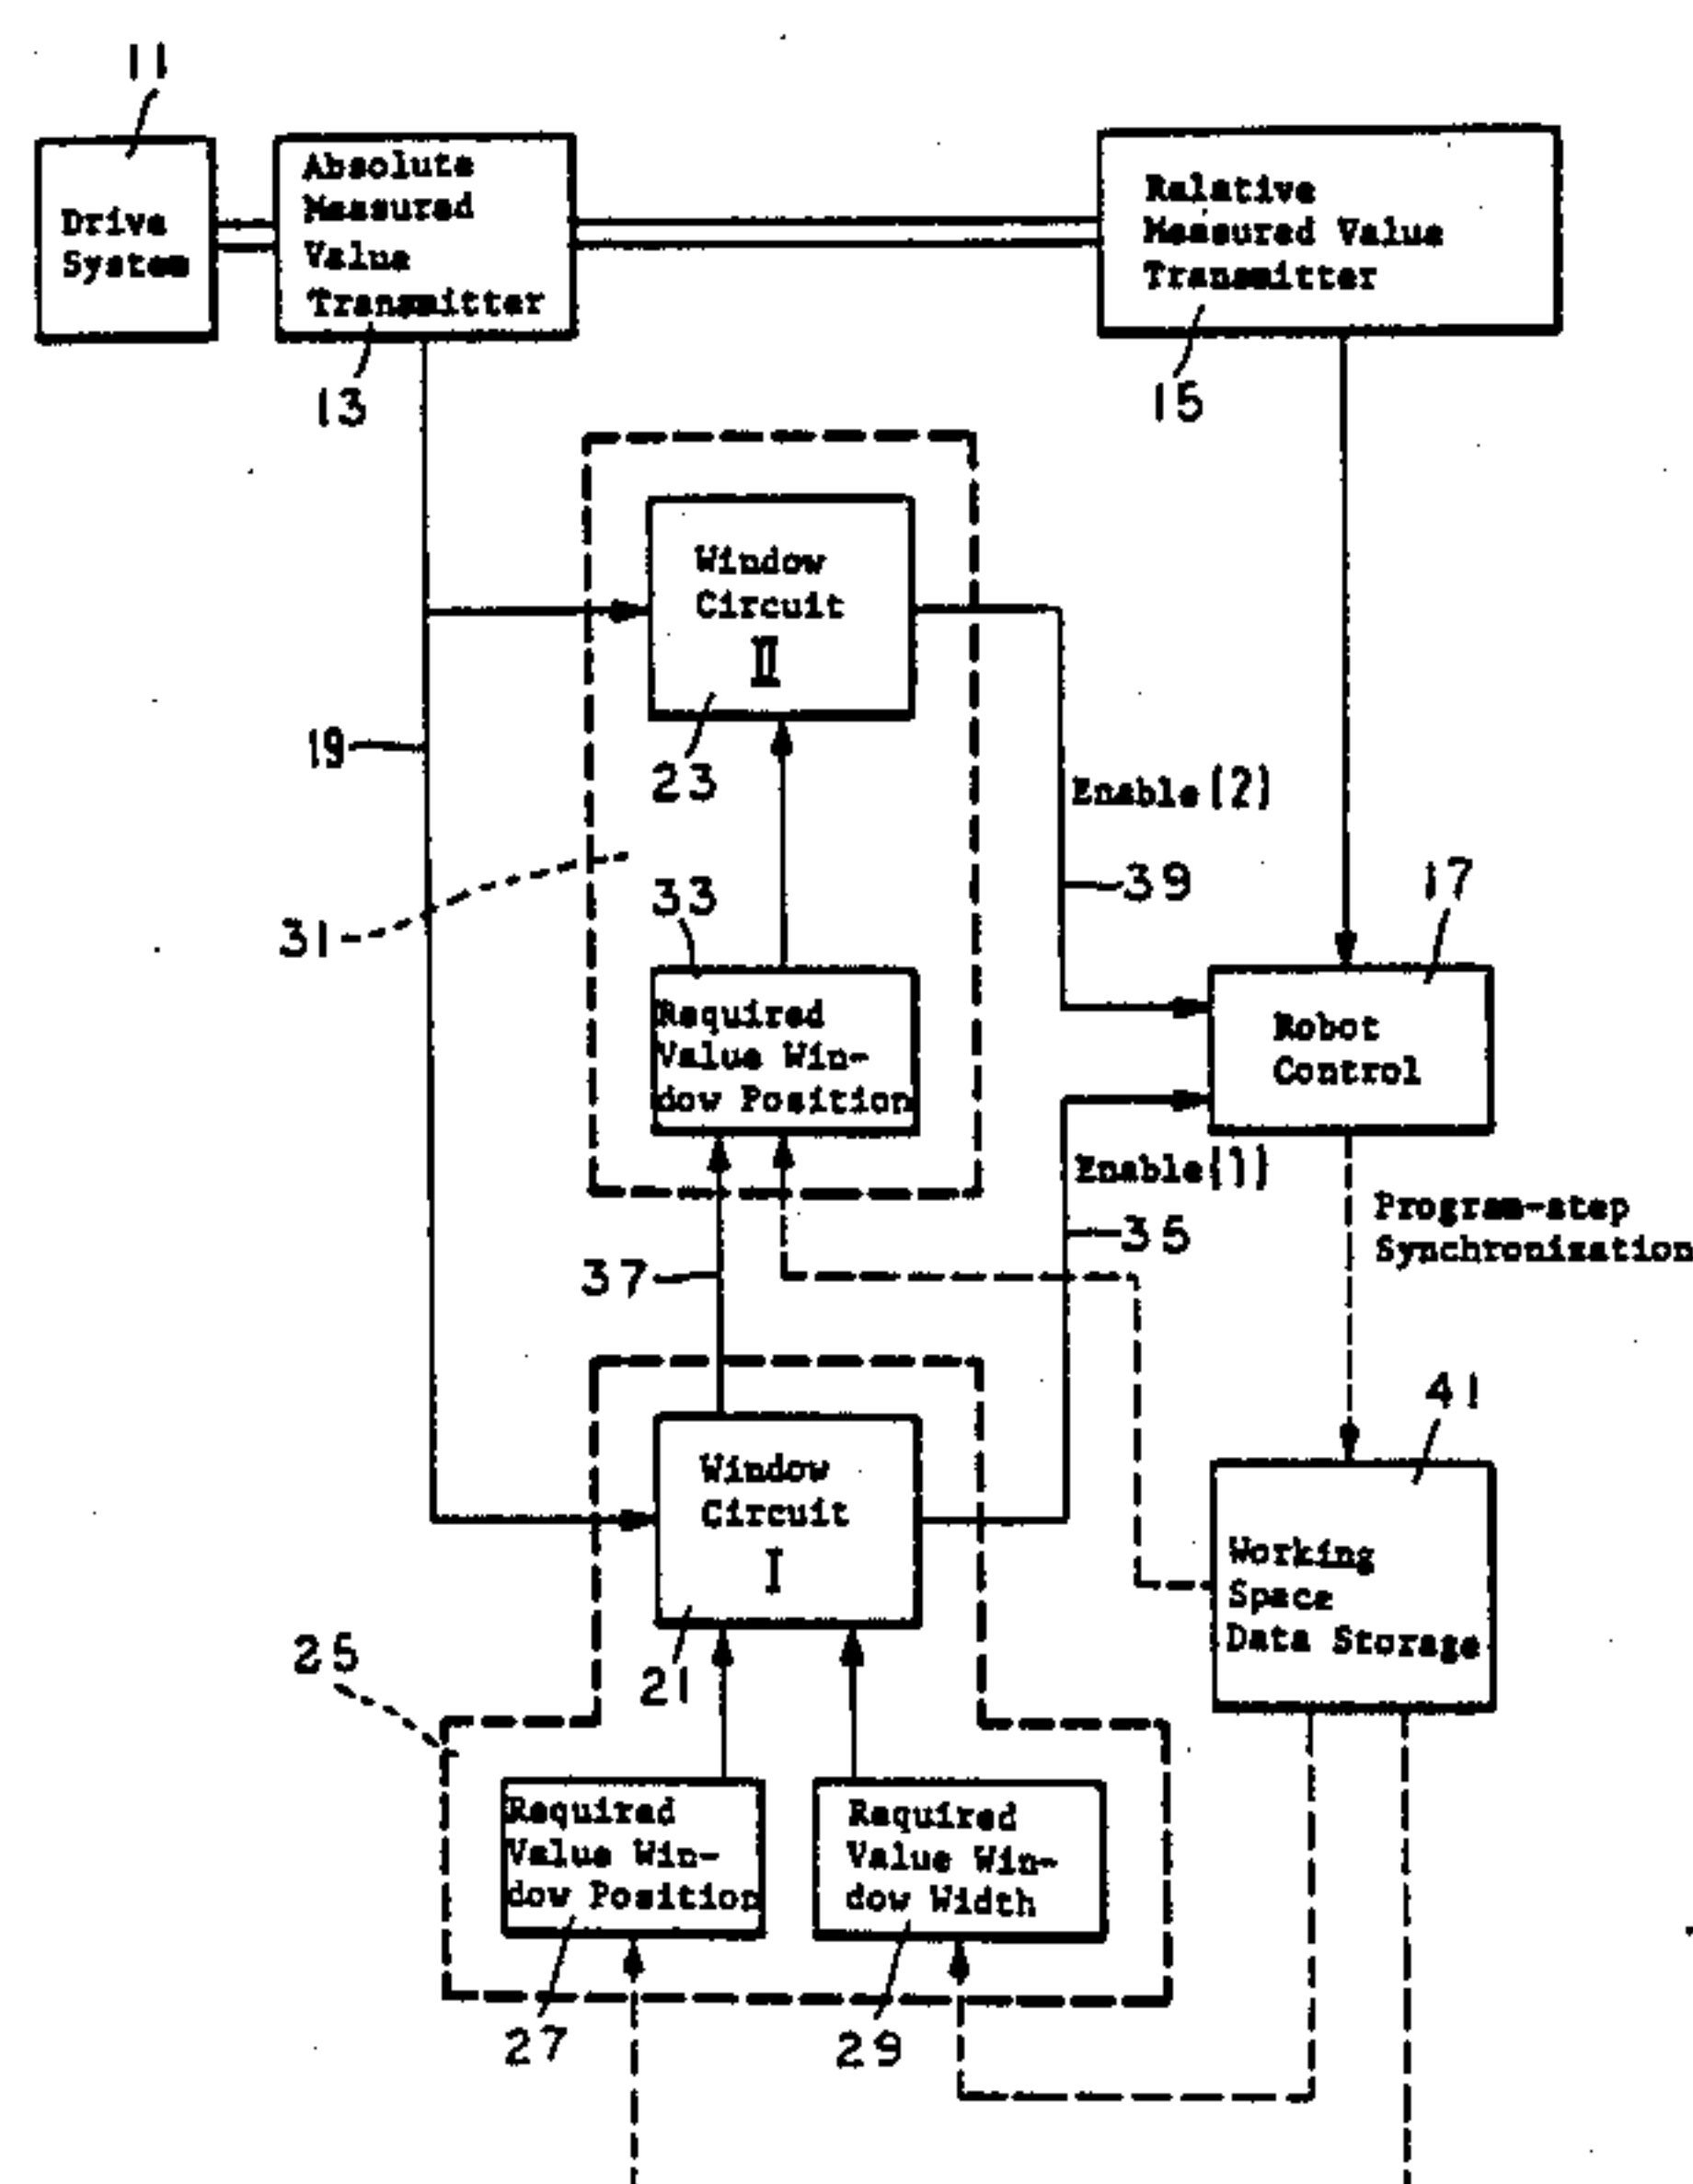 11
Drive
System
Absolute
Measured
Value
Transmitter
13
Relative
Measured Value
Transmitter
15
Window
Circuit
II
23
19
Enable (2)
39
31
33
Required
Value Win-
dow Position
17
Robot
Control
Enable (1)
35
Program-step
Synchronization
37
41
Window
Circuit
I
21
Working
Space
Data Storage
25
Required
Value Win-
dow Position
27
Required
Value Win-
dow Width
29